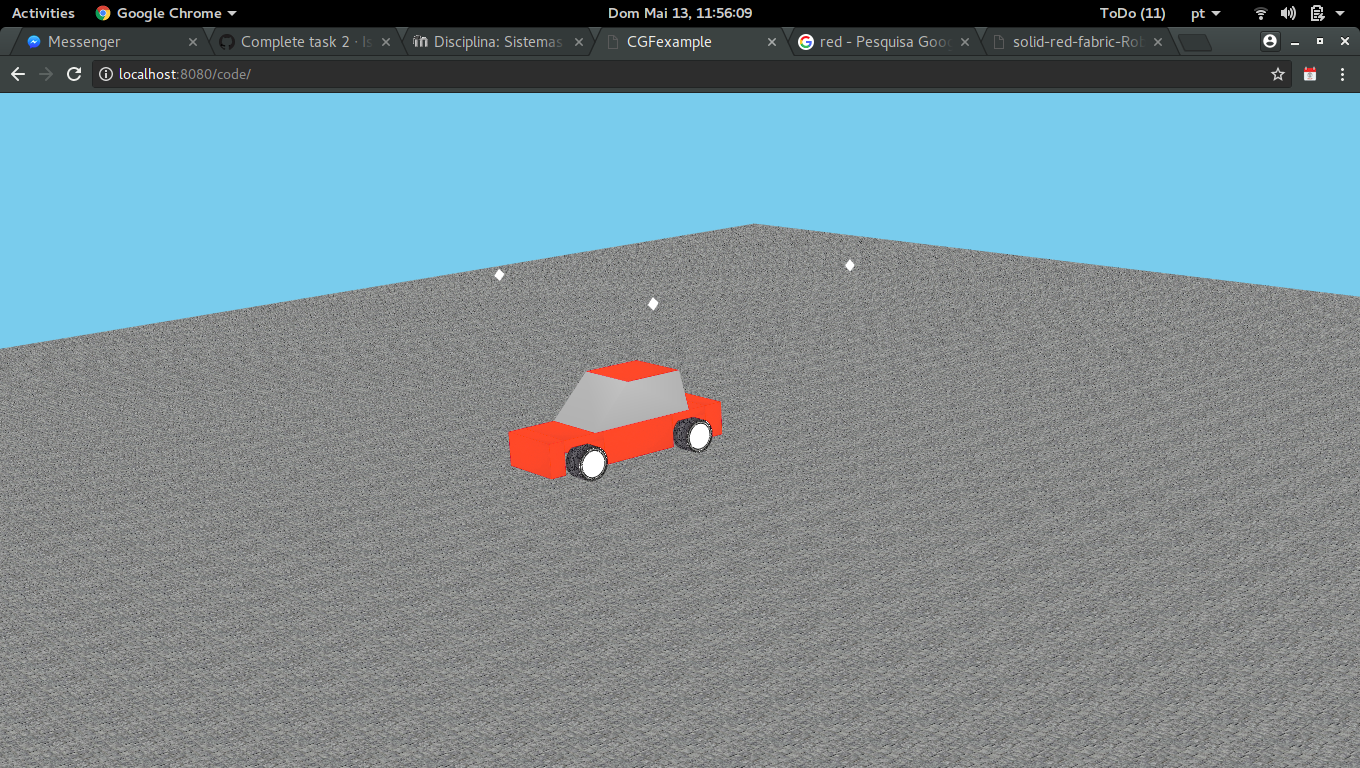 Activities Google Chrome Dom Mai 13, 11:56:09 ToDo (11) pt
Messenger Complete task 2 · Is Disciplina: Sistemas CGFexample red - Pesquisa Goo solid-red-fabric-Rob
localhost:8080/code/